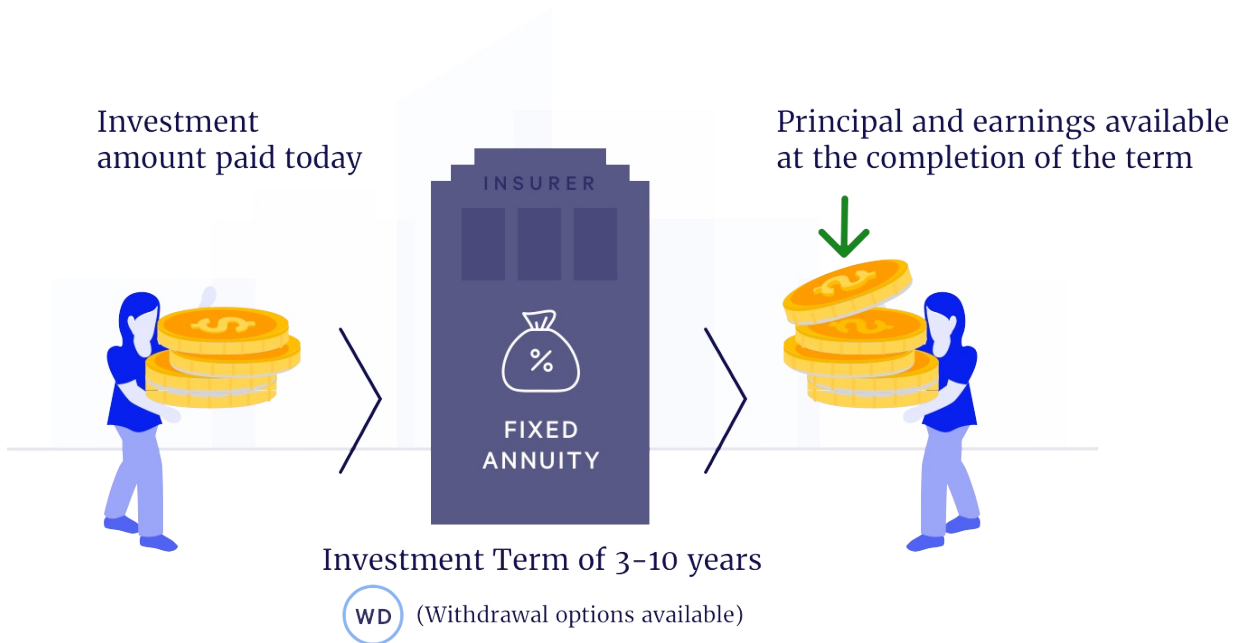 Investment
amount paid today
Principal and earnings available
at the completion of the term
INSURER
$
%
FIXED
ANNUITY
Investment Term of 3-10 years
WD (Withdrawal options available)